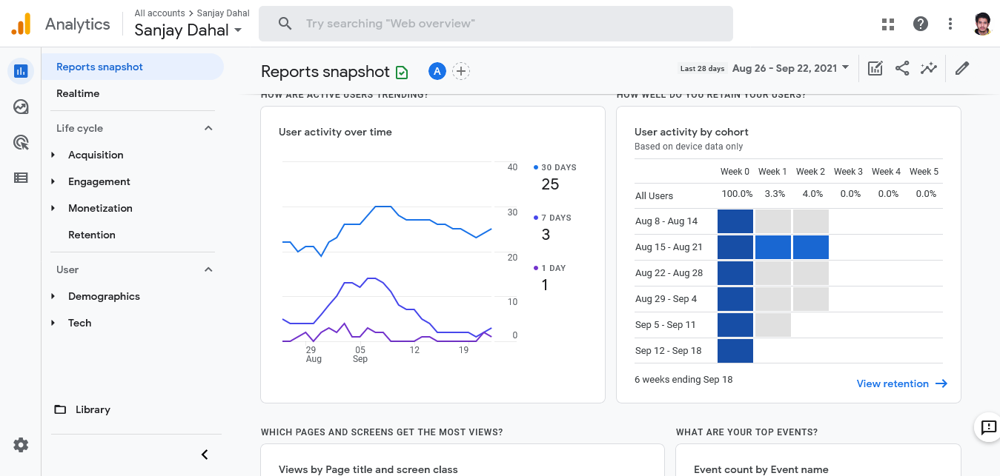 Analytics
All accounts > Sanjay Dahal
Sanjay Dahal
Try searching "Web overview"
Reports snapshot
Realtime
Life cycle
Acquisition
Engagement
Monetization
Retention
User
Demographics
Tech
Library
Reports snapshot
A
Last 28 days Aug 26 - Sep 22, 2021
HOW ARE ACTIVE USERS TRENDING?
User activity over time
40
30
20
10
0
29 Aug
05 Sep
12
19
30 DAYS
25
7 DAYS
3
1 DAY
1
HOW WELL DO YOU RETAIN YOUR USERS?
User activity by cohort
Based on device data only
Week 0 Week 1 Week 2 Week 3 Week 4 Week 5
All Users 100.0% 3.3% 4.0% 0.0% 0.0% 0.0%
Aug 8 - Aug 14
Aug 15 - Aug 21
Aug 22 - Aug 28
Aug 29 - Sep 4
Sep 5 - Sep 11
Sep 12 - Sep 18
6 weeks ending Sep 18
View retention
WHICH PAGES AND SCREENS GET THE MOST VIEWS?
Views by Page title and screen class
WHAT ARE YOUR TOP EVENTS?
Event count by Event name